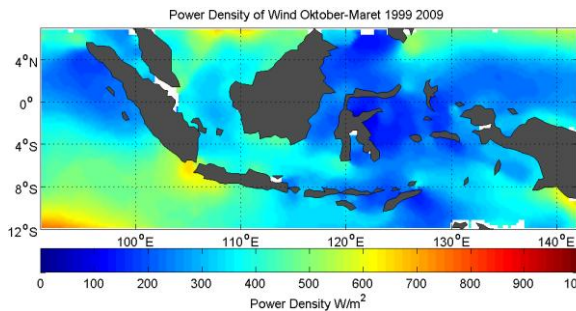 Power Density of Wind Oktober-Maret 1999 2009
4°N
0°
4°S
8°S
12°S
100°E 110°E 120°E 130°E 140°E
0 100 200 300 400 500 600 700 800 900 100
Power Density W/m²